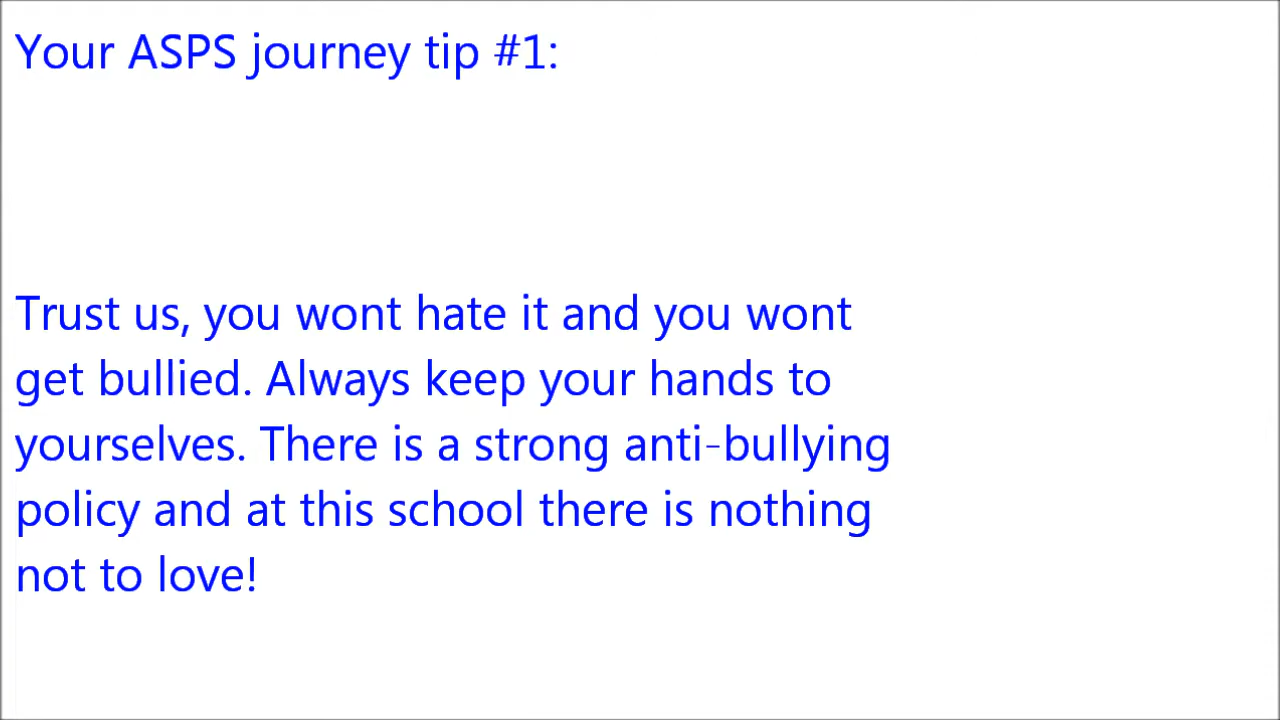 Your ASPS journey tip #1:
Trust us, you wont hate it and you wont
get bullied. Always keep your hands to
yourselves. There is a strong anti-bullying
policy and at this school there is nothing
not to love!